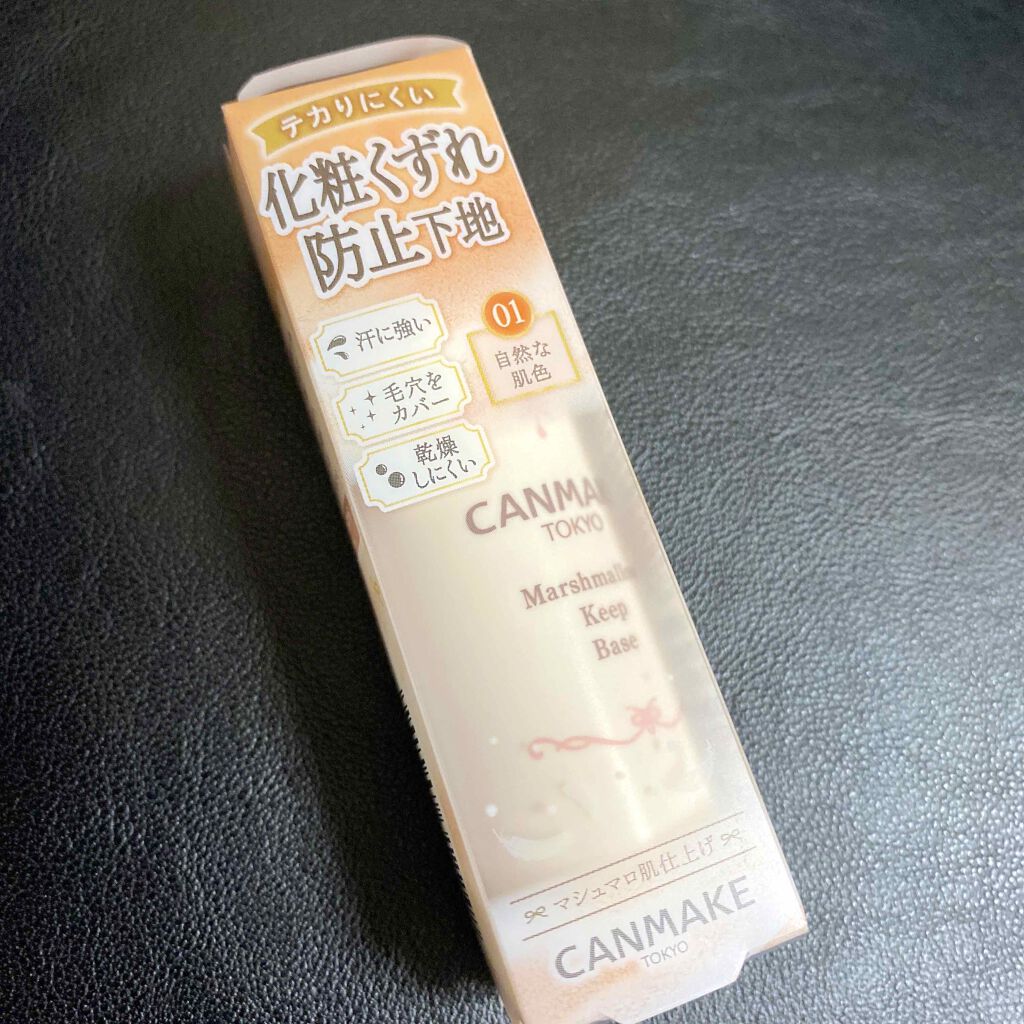 テカりにくい
化粧くずれ
防止下地
汗に強い
毛穴を
カバー
乾燥
しにくい
01
自然な
肌色
CANMA
TOKYO
Marshmallo
Keep
Base
マシュマロ肌仕上げ
CANMAKE
TOKYO